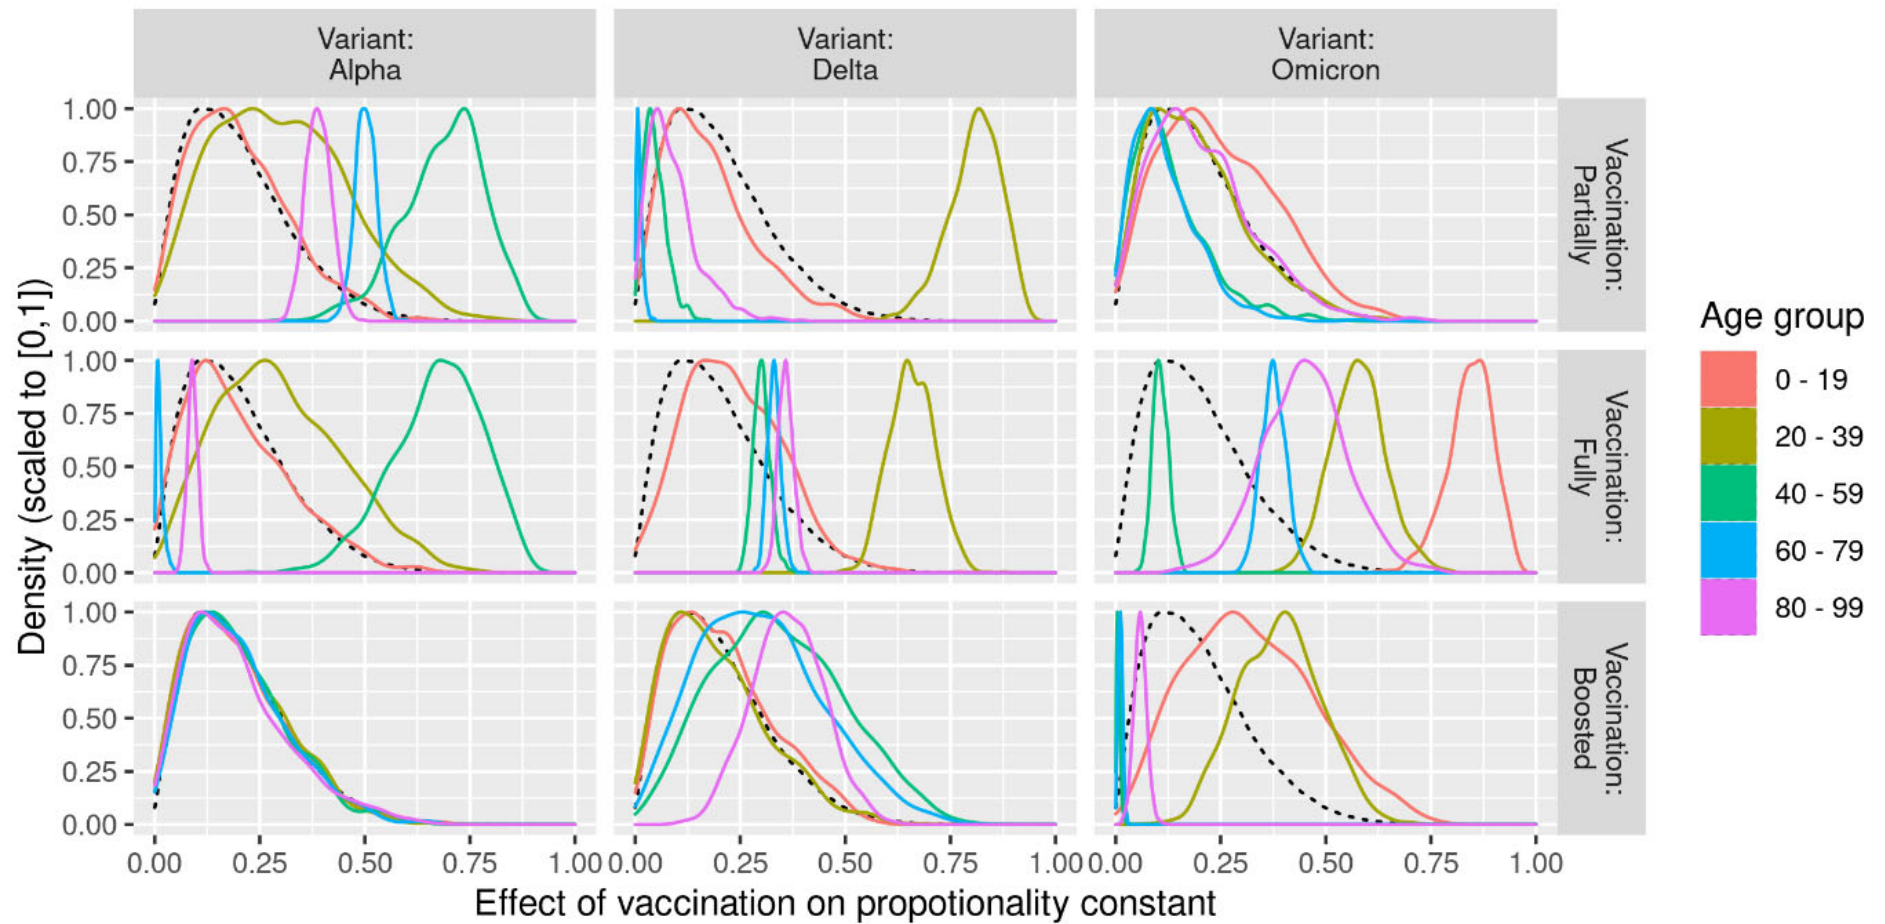 Variant:
Alpha
Variant:
Delta
Variant:
Omicron
Density (scaled to [0,1])
1.00
0.75
0.50
0.25
0.00
Vaccination:
Partially
1.00
0.75
0.50
0.25
0.00
Vaccination:
Fully
1.00
0.75
0.50
0.25
0.00
Vaccination:
Boosted
0.00 0.25 0.50 0.75 1.00
0.00 0.25 0.50 0.75 1.00
0.00 0.25 0.50 0.75 1.00
Effect of vaccination on propotionality constant
Age group
0 - 19
20 - 39
40 - 59
60 - 79
80 - 99